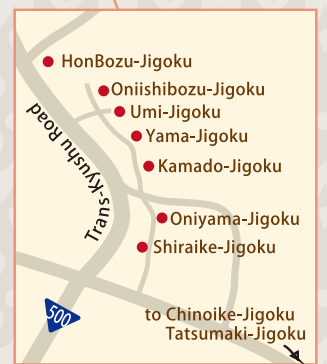 HonBozu-Jigoku
Oniishibozu-Jigoku
Umi-Jigoku
Yama-Jigoku
Trans-Kyushu Road
Kamado-Jigoku
Oniyama-Jigoku
Shiraike-Jigoku
500
to Chinoike-Jigoku
Tatsumaki-Jigoku